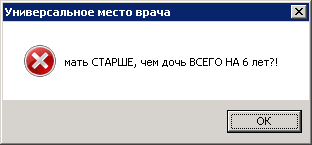 Универсальное место врача
мать СТАРШЕ, чем дочь ВСЕГО НА 6 лет?!
OK